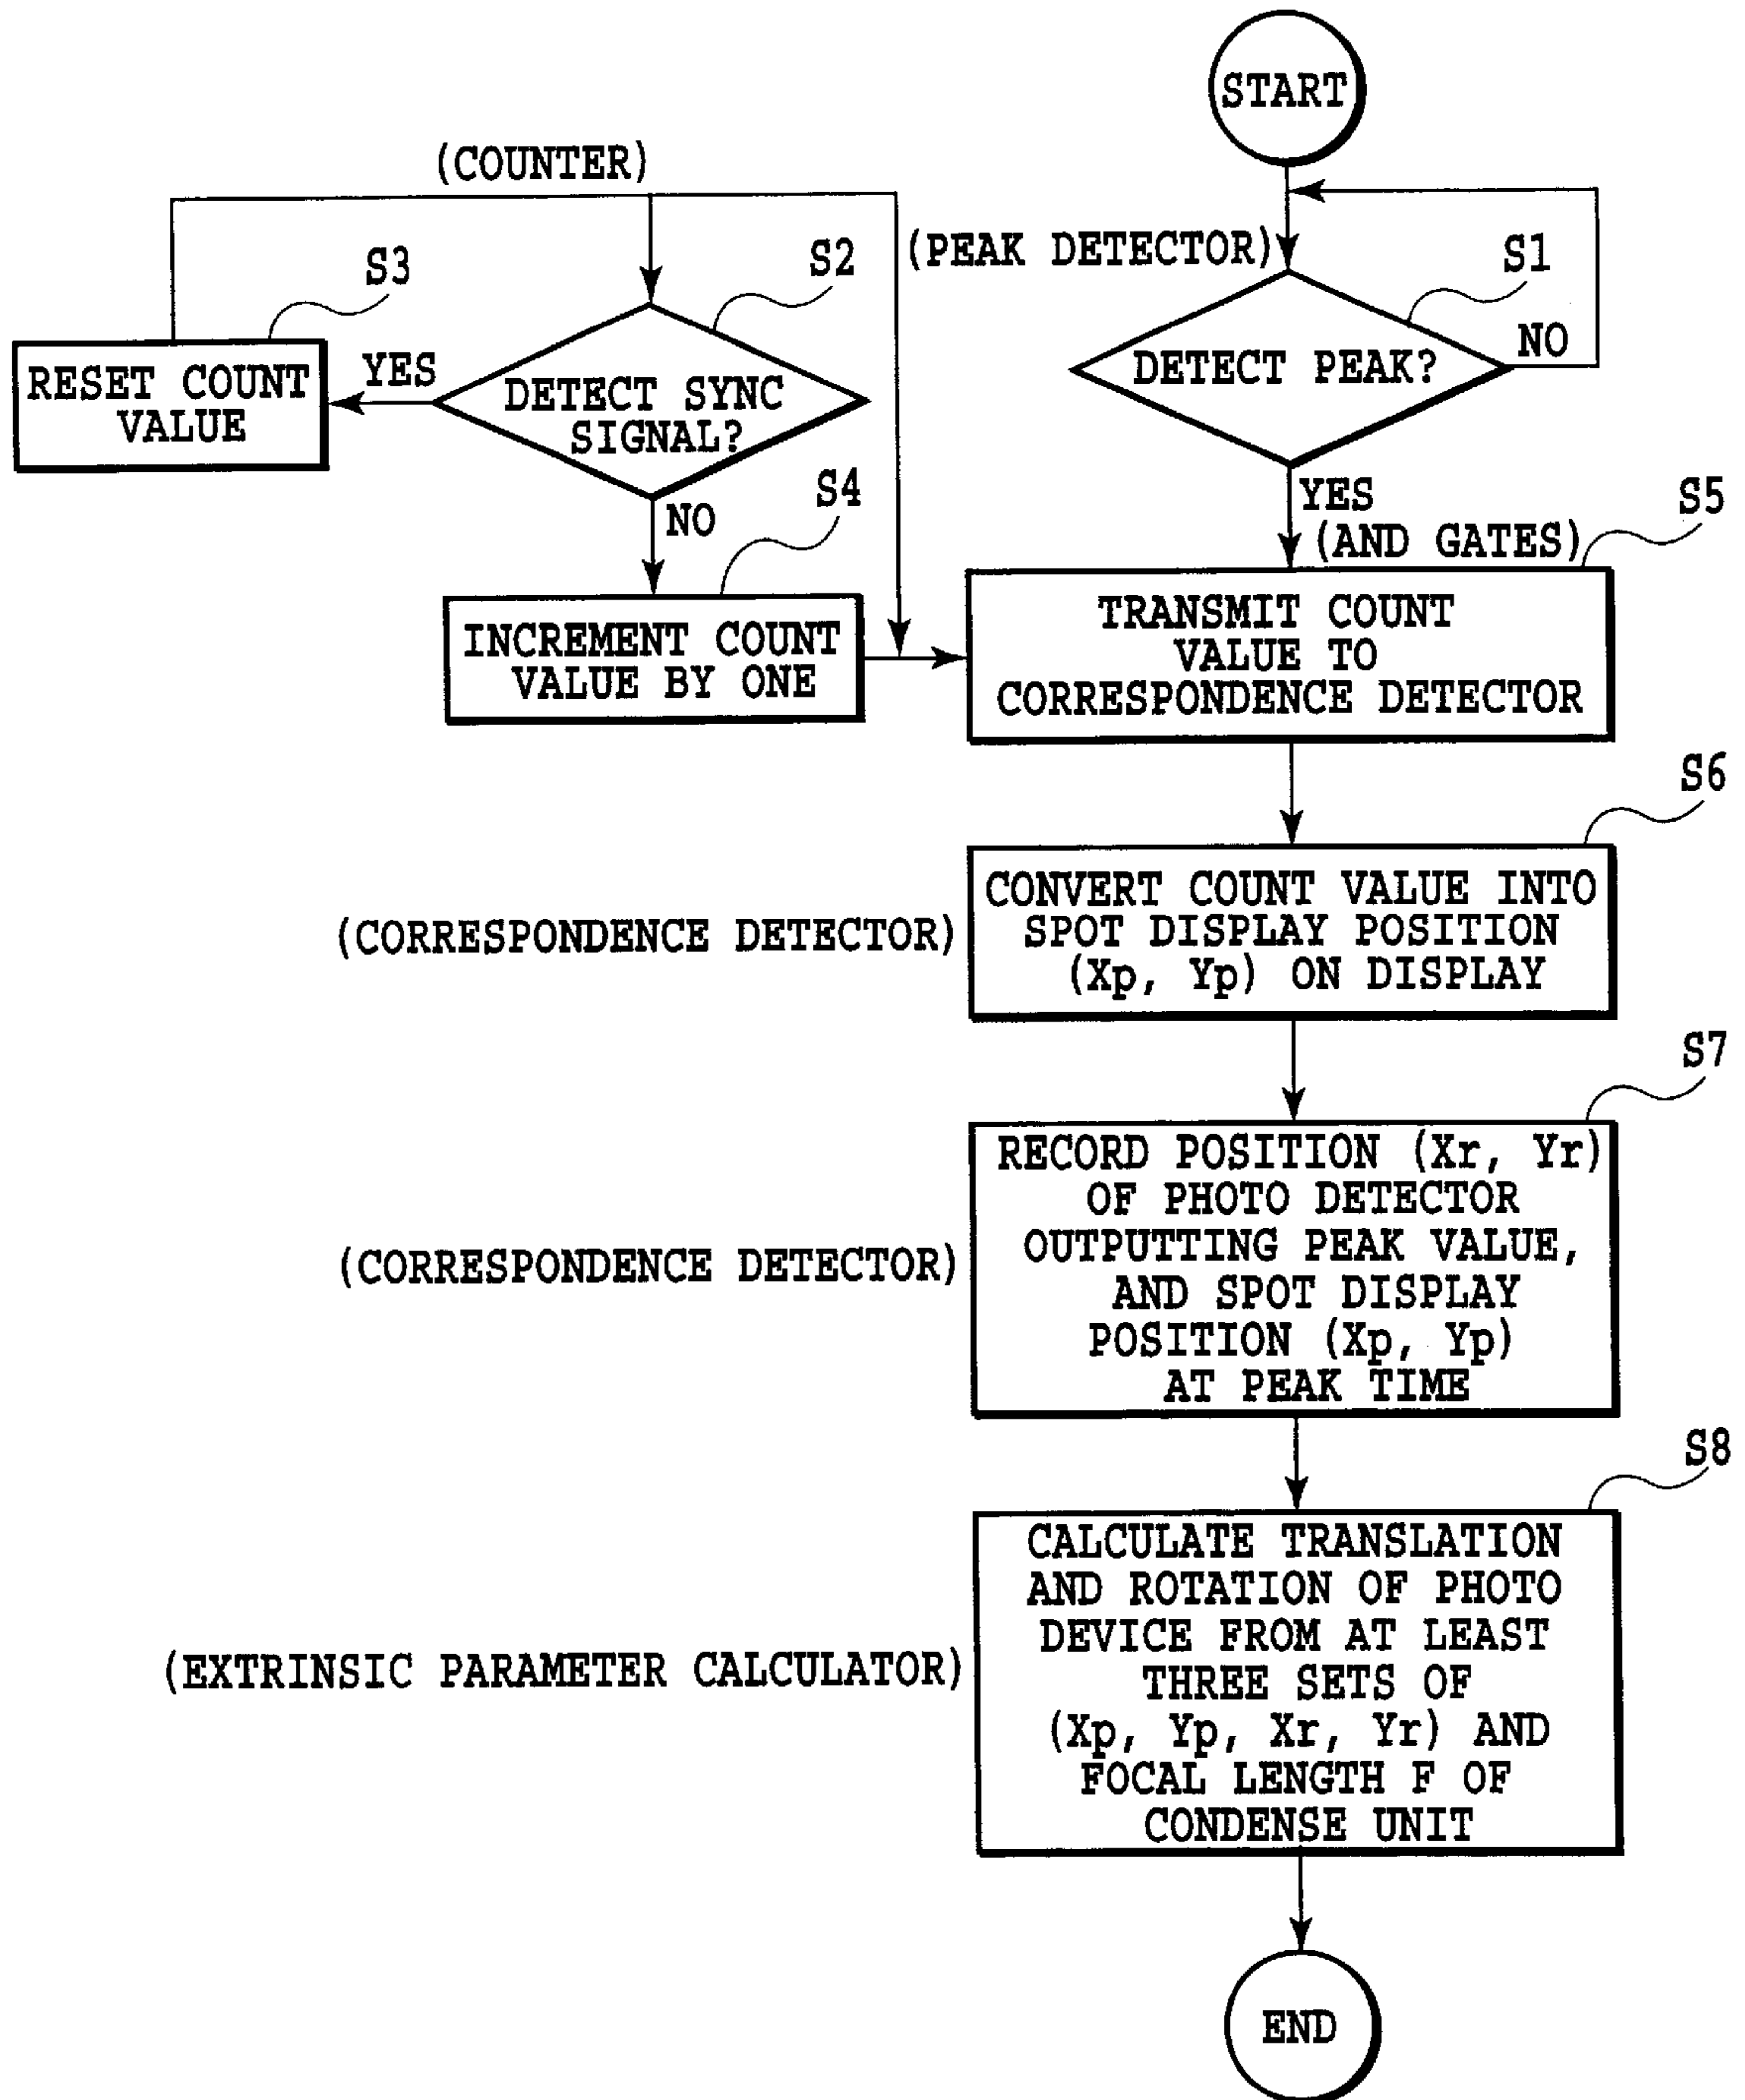 START
(COUNTER)
(PEAK DETECTOR)
S3
S2
S1
RESET COUNT
VALUE
YES
DETECT SYNC
SIGNAL?
DETECT PEAK?
NO
NO
S4
YES
(AND GATES)
S5
INCREMENT COUNT
VALUE BY ONE
TRANSMIT COUNT
VALUE TO
CORRESPONDENCE DETECTOR
S6
(CORRESPONDENCE DETECTOR)
CONVERT COUNT VALUE INTO
SPOT DISPLAY POSITION
(Xp, Yp) ON DISPLAY
S7
(CORRESPONDENCE DETECTOR)
RECORD POSITION (Xr, Yr)
OF PHOTO DETECTOR
OUTPUTTING PEAK VALUE,
AND SPOT DISPLAY
POSITION (Xp, Yp)
AT PEAK TIME
S8
(EXTRINSIC PARAMETER CALCULATOR)
CALCULATE TRANSLATION
AND ROTATION OF PHOTO
DEVICE FROM AT LEAST
THREE SETS OF
(Xp, Yp, Xr, Yr) AND
FOCAL LENGTH F OF
CONDENSE UNIT
END